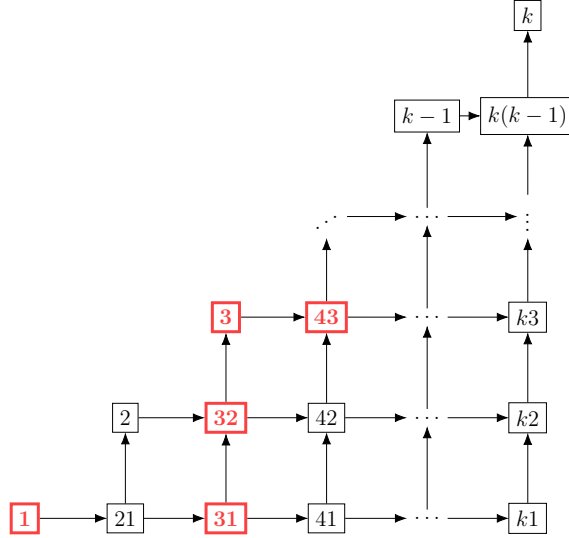 k
k − 1 k(k−1)
⋰ ⋯ ⋮
3 43 ⋯ k3
2 32 42 ⋯ k2
1 21 31 41 ⋯ k1